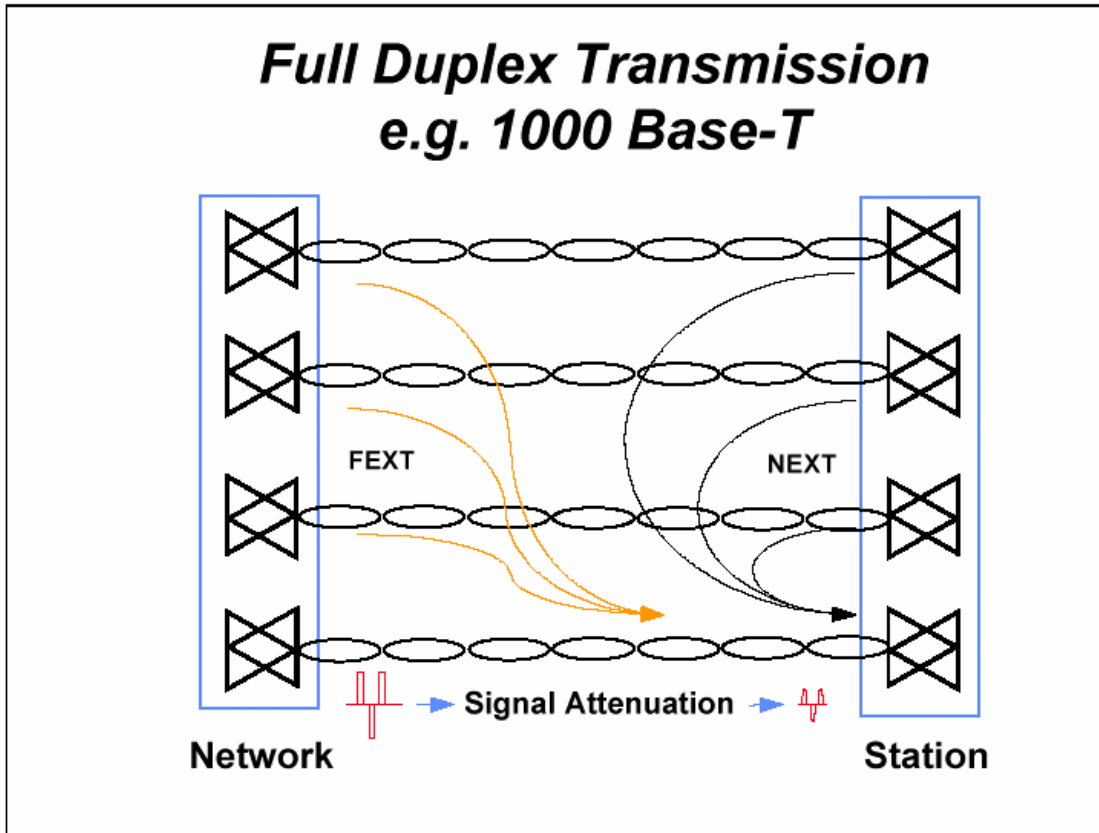 Full Duplex Transmission
e.g. 1000 Base-T
FEXT
NEXT
Signal Attenuation
Network
Station